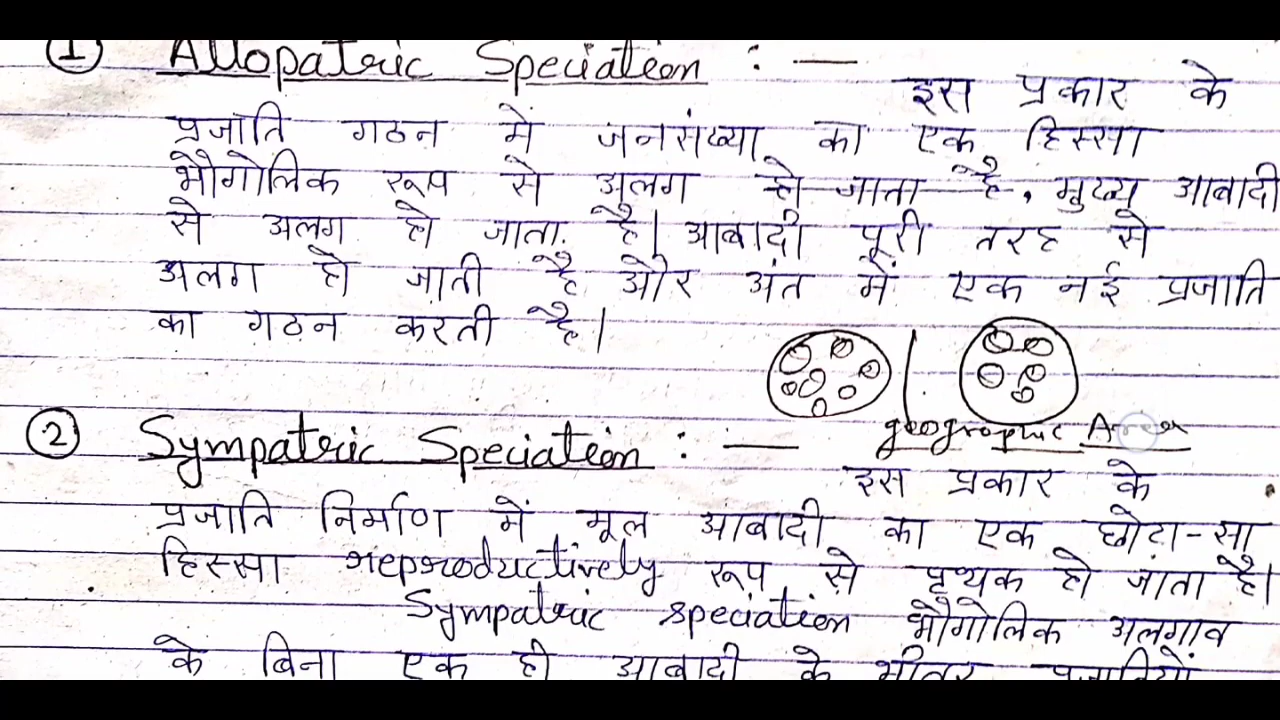 ① Allopatric Speciation : —
इस प्रकार के
प्रजाति गठन में जनसंख्या का एक हिस्सा
भौगोलिक रूप से अलग हो जाता है, मुख्य आबादी
से अलग हो जाता है। आबादी पूरी तरह से
अलग हो जाती है और अंत में एक नई प्रजाति
का गठन करती है।
geographic Area
② Sympatric Speciation : —
इस प्रकार के
प्रजाति निर्माण में मूल आबादी का एक छोटा-सा
हिस्सा reproductively रूप से पृथ्यक हो जाता है।
Sympatric speciation भौगोलिक अलगाव
के बिना एक ही आबादी के भीतर प्रजातियों